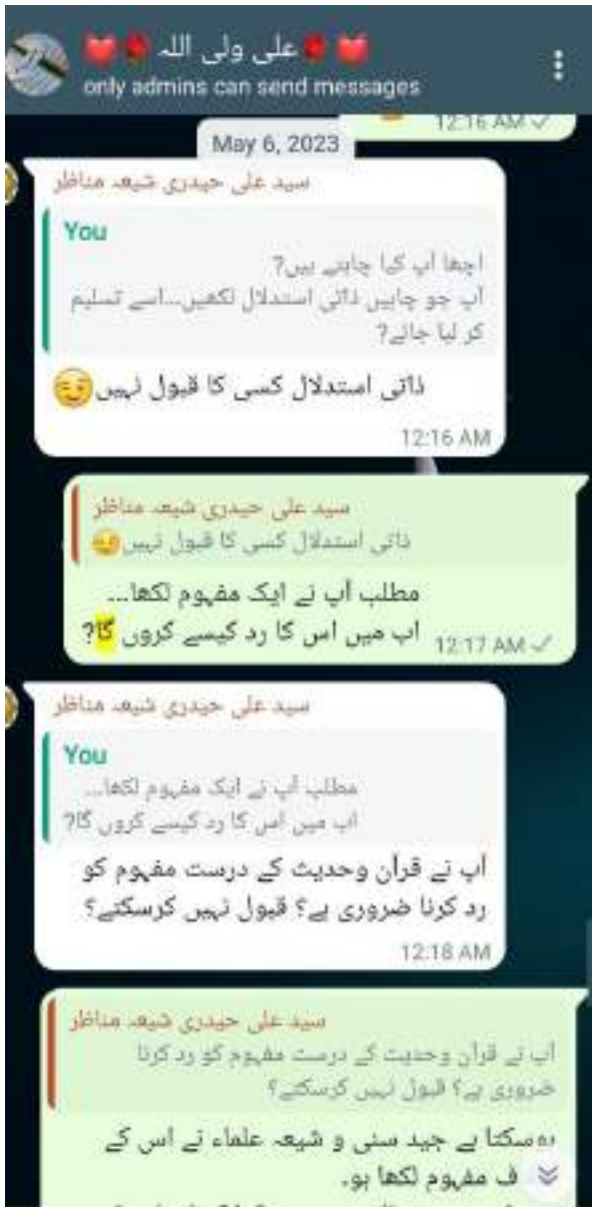 علی ولی اللہ
only admins can send messages
12:16 AM
May 6, 2023
سید علی حیدری شیعہ مناظر
You
اچھا آپ کیا چاہتے ہیں?
آپ جو چاہیں ذاتی استدلال لکھیں...اسے تسلیم
کر لیا جائے?
ذاتی استدلال کسی کا قبول نہیں😏
12:16 AM
سید علی حیدری شیعہ مناظر
ذاتی استدلال کسی کا قبول نہیں😏
مطلب آپ نے ایک مفہوم لکھا...
اب میں اس کا رد کیسے کروں گا?
12:17 AM
سید علی حیدری شیعہ مناظر
You
مطلب آپ نے ایک مفہوم لکھا...
اب میں اس کا رد کیسے کروں گا?
آپ نے قرآن وحدیث کے درست مفہوم کو
رد کرنا ضروری ہے؟ قبول نہیں کرسکتے؟
12:18 AM
سید علی حیدری شیعہ مناظر
آپ نے قرآن وحدیث کے درست مفہوم کو رد کرنا
ضروری ہے؟ قبول نہیں کرسکتے؟
ہوسکتا ہے جید سنی و شیعہ علماء نے اس کے
ف مفہوم لکھا ہو۔